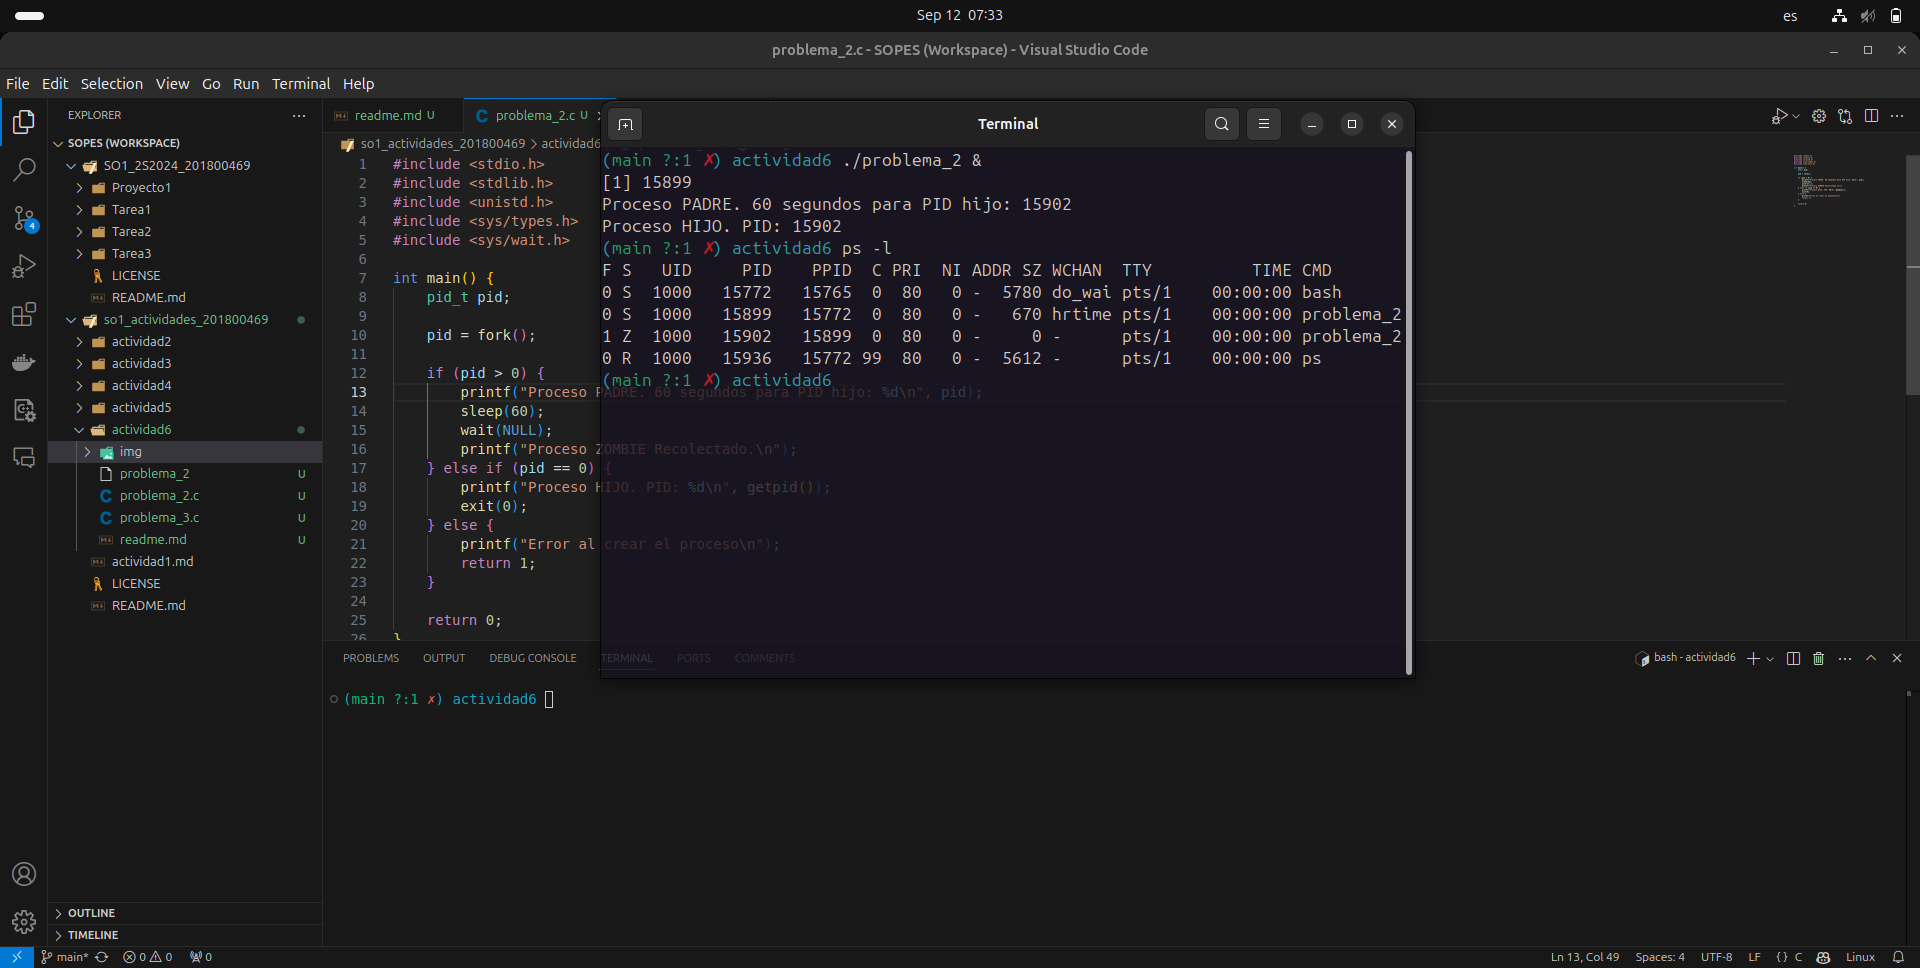 Sep 12 07:33
es
problema_2.c - SOPES (Workspace) - Visual Studio Code
File Edit Selection View Go Run Terminal Help
EXPLORER
SOPES (WORKSPACE)
SO1_2S2024_201800469
Proyecto1
Tarea1
Tarea2
Tarea3
LICENSE
README.md
so1_actividades_201800469
actividad2
actividad3
actividad4
actividad5
actividad6
img
problema_2 U
problema_2.c U
problema_3.c U
readme.md U
actividad1.md
LICENSE
README.md
OUTLINE
TIMELINE
4
readme.md U
problema_2.c U
so1_actividades_201800469 > actividad6
1 #include <stdio.h>
2 #include <stdlib.h>
3 #include <unistd.h>
4 #include <sys/types.h>
5 #include <sys/wait.h>
6
7 int main() {
8 pid_t pid;
9
10 pid = fork();
11
12 if (pid > 0) {
13 printf("Proceso PADRE. 60 segundos para PID hijo: %d\n", pid);
14 sleep(60);
15 wait(NULL);
16 printf("Proceso ZOMBIE Recolectado.\n");
17 } else if (pid == 0) {
18 printf("Proceso HIJO. PID: %d\n", getpid());
19 exit(0);
20 } else {
21 printf("Error al crear el proceso\n");
22 return 1;
23 }
24
25 return 0;
26 }
Terminal
(main ?:1 ✗) actividad6 ./problema_2 &
[1] 15899
Proceso PADRE. 60 segundos para PID hijo: 15902
Proceso HIJO. PID: 15902
(main ?:1 ✗) actividad6 ps -l
F S UID PID PPID C PRI NI ADDR SZ WCHAN TTY TIME CMD
0 S 1000 15772 15765 0 80 0 - 5780 do_wai pts/1 00:00:00 bash
0 S 1000 15899 15772 0 80 0 - 670 hrtime pts/1 00:00:00 problema_2
1 Z 1000 15902 15899 0 80 0 - 0 - pts/1 00:00:00 problema_2
0 R 1000 15936 15772 99 80 0 - 5612 - pts/1 00:00:00 ps
(main ?:1 ✗) actividad6
PROBLEMS OUTPUT DEBUG CONSOLE TERMINAL PORTS COMMENTS
bash - actividad6
(main ?:1 ✗) actividad6
main* 0 0 0
Ln 13, Col 49 Spaces: 4 UTF-8 LF {} C Linux